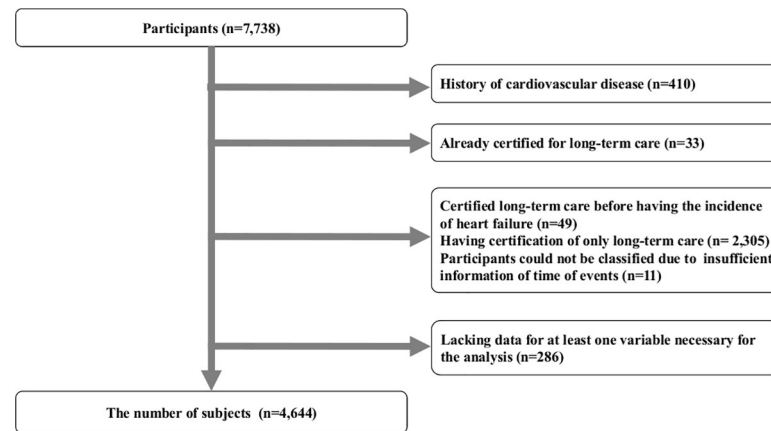 Participants (n=7,738)
History of cardiovascular disease (n=410)
Already certified for long-term care (n=33)
Certified long-term care before having the incidence
of heart failure (n=49)
Having certification of only long-term care (n= 2,305)
Participants could not be classified due to insufficient
information of time of events (n=11)
Lacking data for at least one variable necessary for
the analysis (n=286)
The number of subjects (n=4,644)